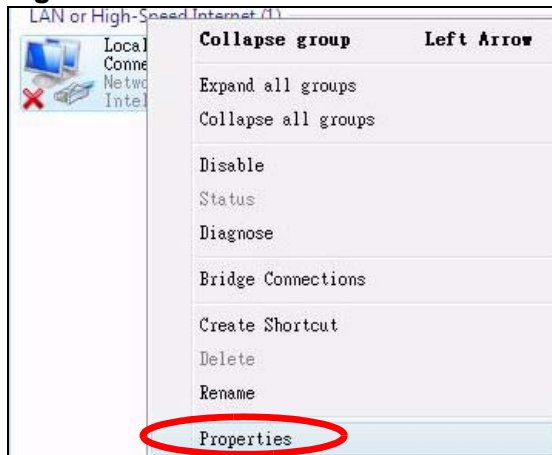 LAN or High-Speed Internet (1)
Local
Conne
Netwo
Intel
Collapse group Left Arrow
Expand all groups
Collapse all groups
Disable
Status
Diagnose
Bridge Connections
Create Shortcut
Delete
Rename
Properties